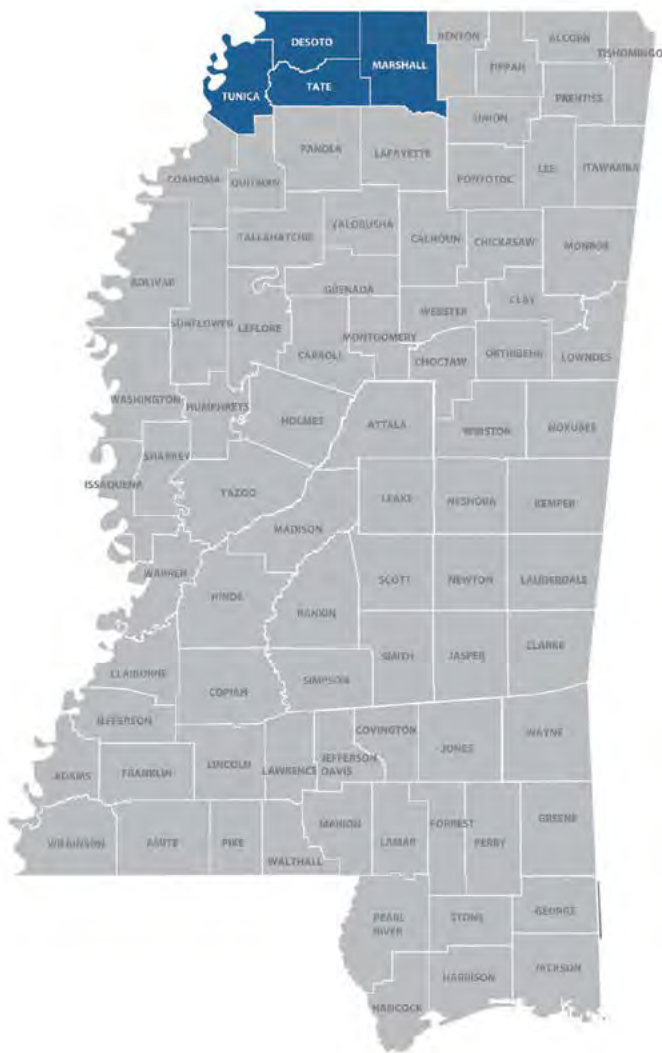 DESOTO
MARSHALL
TUNICA
TATE
BENTON
ALCORN
TISHOMINGO
TIPPAH
PRENTISS
UNION
PANOLA
LAFAYETTE
LEE
ITAWAMBA
PONTOTOC
COAHOMA
QUITMAN
TALLAHATCHIE
YALOBUSHA
CALHOUN
CHICKASAW
MONROE
BOLIVAR
GRENADA
CLAY
SUNFLOWER
LEFLORE
WEBSTER
MONTGOMERY
CARROLL
CHOCTAW
OKTIBBEHA
LOWNDES
WASHINGTON
HUMPHREYS
HOLMES
ATTALA
WINSTON
NOXUBEE
SHARKEY
ISSAQUENA
YAZOO
LEAKE
NESHOBA
KEMPER
MADISON
WARREN
SCOTT
NEWTON
LAUDERDALE
HINDS
RANKIN
SMITH
JASPER
CLARKE
CLAIBORNE
COPIAH
SIMPSON
JEFFERSON
COVINGTON
WAYNE
ADAMS
FRANKLIN
LINCOLN
LAWRENCE
JEFFERSON
DAVIS
JONES
WILKINSON
AMITE
PIKE
WALTHALL
MARION
LAMAR
FORREST
PERRY
GREENE
PEARL
RIVER
STONE
GEORGE
HANCOCK
HARRISON
JACKSON